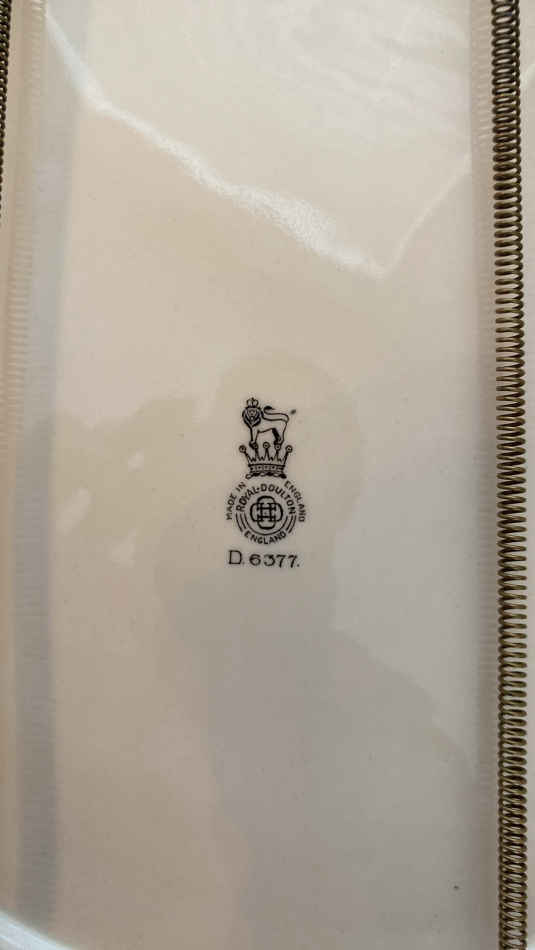 MADE IN ENGLAND
ROYAL·DOULTON
ENGLAND
D.6377.